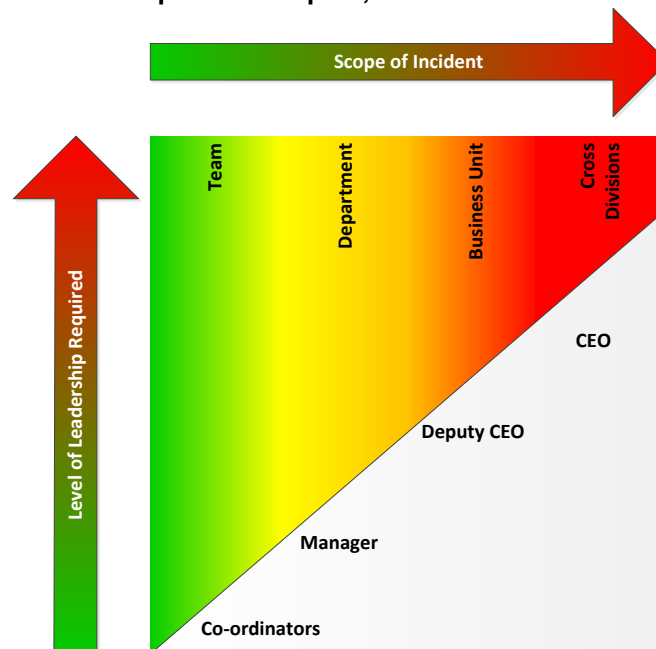 Scope of Incident
Team
Department
Business Unit
Cross
Divisions
Level of Leadership Required
CEO
Deputy CEO
Manager
Co-ordinators